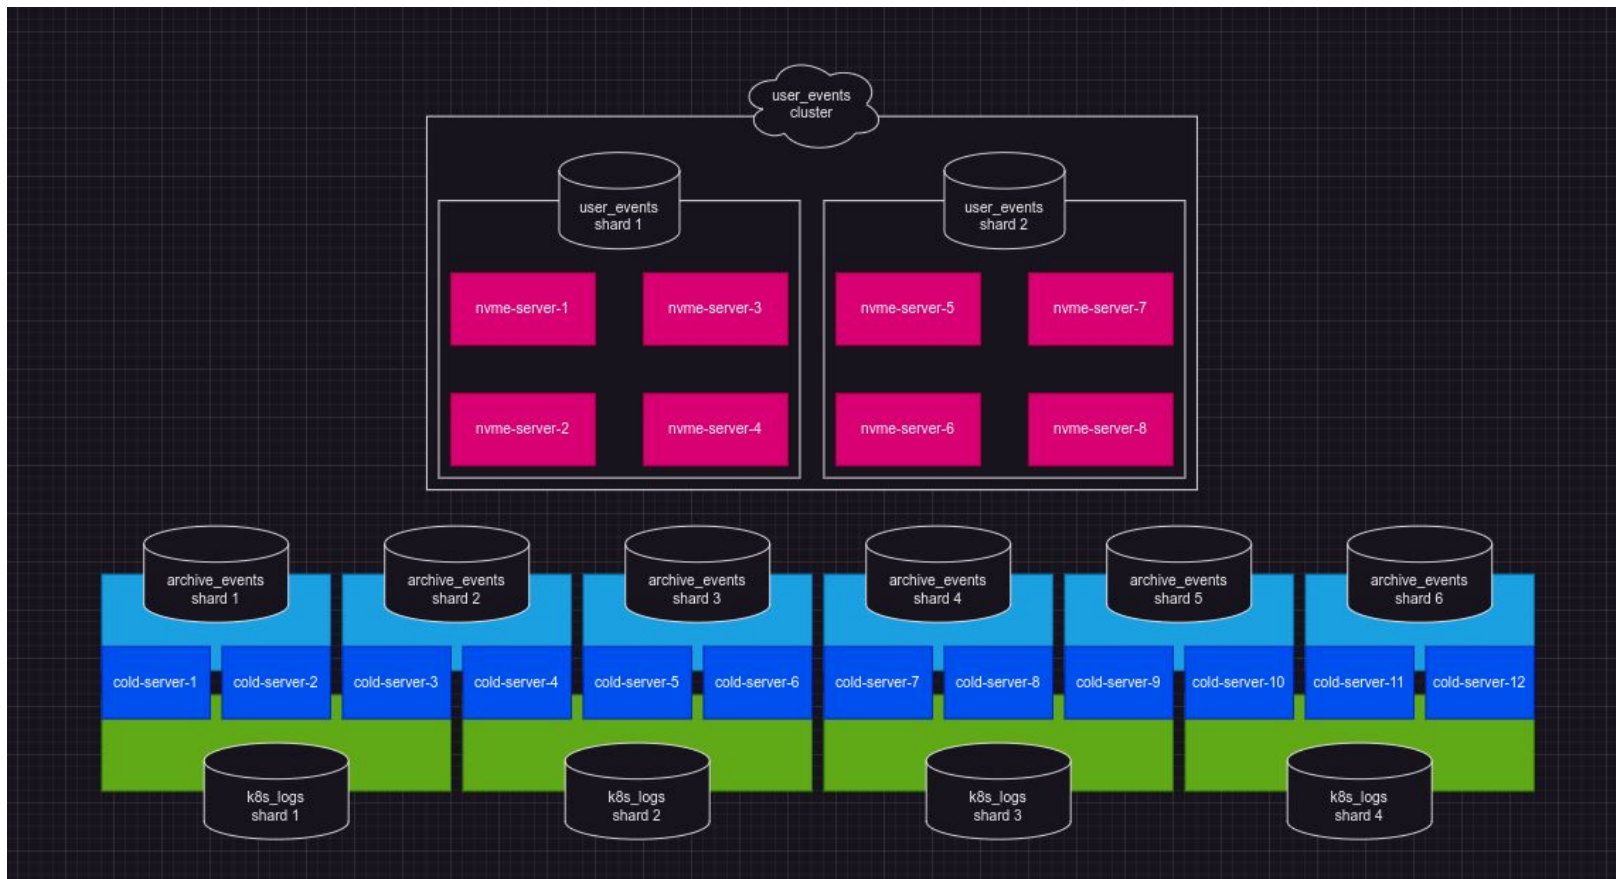 user_events
cluster
user_events
shard 1
user_events
shard 2
nvme-server-1
nvme-server-3
nvme-server-5
nvme-server-7
nvme-server-2
nvme-server-4
nvme-server-6
nvme-server-8
archive_events
shard 1
archive_events
shard 2
archive_events
shard 3
archive_events
shard 4
archive_events
shard 5
archive_events
shard 6
cold-server-1
cold-server-2
cold-server-3
cold-server-4
cold-server-5
cold-server-6
cold-server-7
cold-server-8
cold-server-9
cold-server-10
cold-server-11
cold-server-12
k8s_logs
shard 1
k8s_logs
shard 2
k8s_logs
shard 3
k8s_logs
shard 4